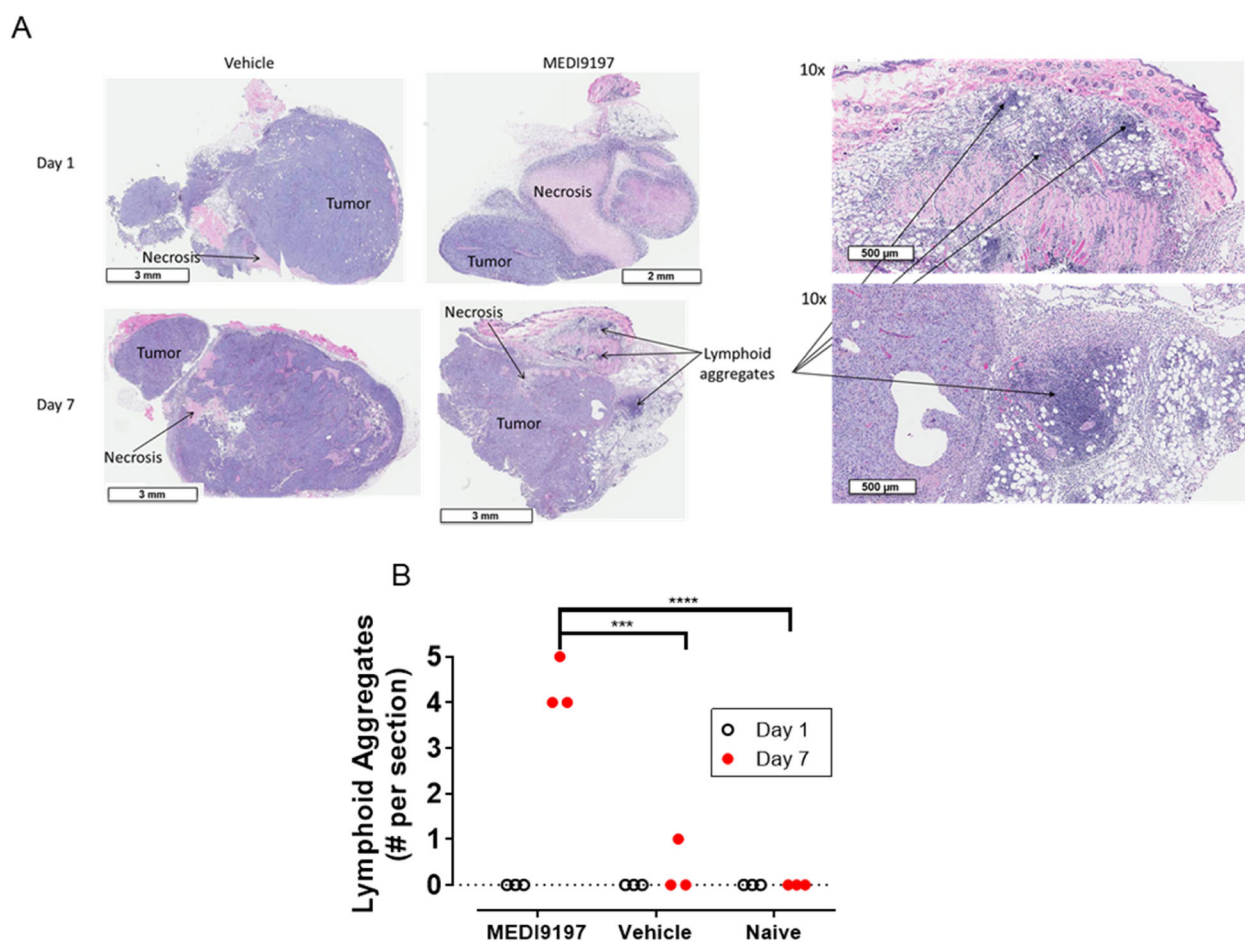 A
Vehicle
MEDI9197
10x
Day 1
Tumor
Necrosis
3 mm
Necrosis
Tumor
2 mm
500 µm
10x
Day 7
Tumor
Necrosis
3 mm
Necrosis
Tumor
3 mm
Lymphoid
aggregates
500 µm
B
****
***
Lymphoid Aggregates
(# per section)
5
4
3
2
1
0
Day 1
Day 7
MEDI9197
Vehicle
Naive